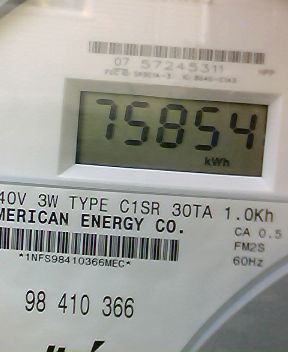 07 57245311
75854
kWh
40V 3W TYPE C1SR 30TA 1.0Kh
MERICAN ENERGY CO.
CA 0.5
FM2S
*1NFS98410366MEC*
60Hz
98 410 366